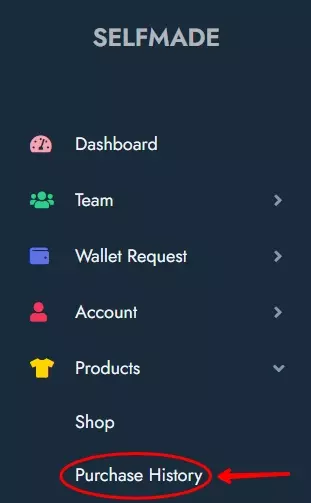 SELFMADE
Dashboard
Team
Wallet Request
Account
Products
Shop
Purchase History